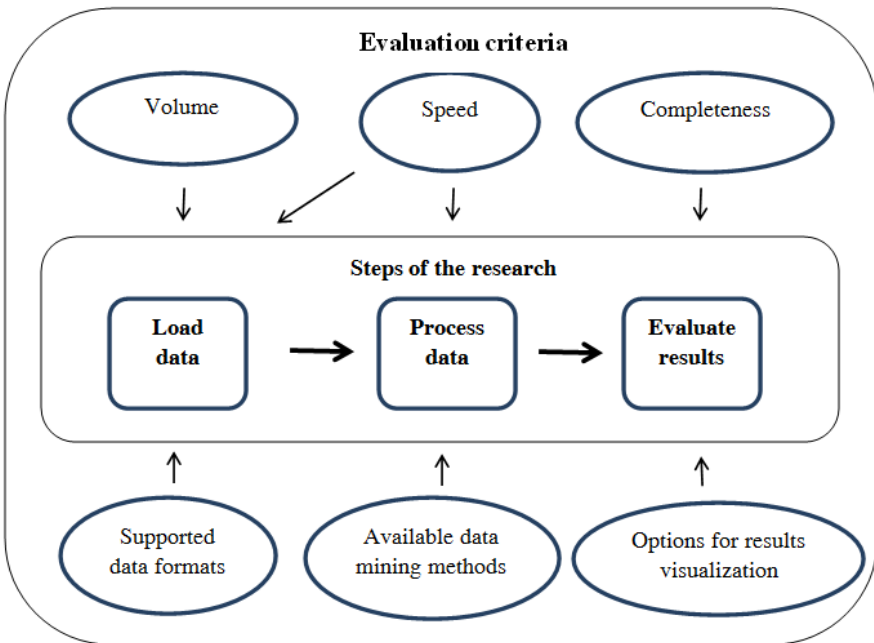 Evaluation criteria
Volume
Speed
Completeness
Steps of the research
Load
data
Process
data
Evaluate
results
Supported
data formats
Available data
mining methods
Options for results
visualization